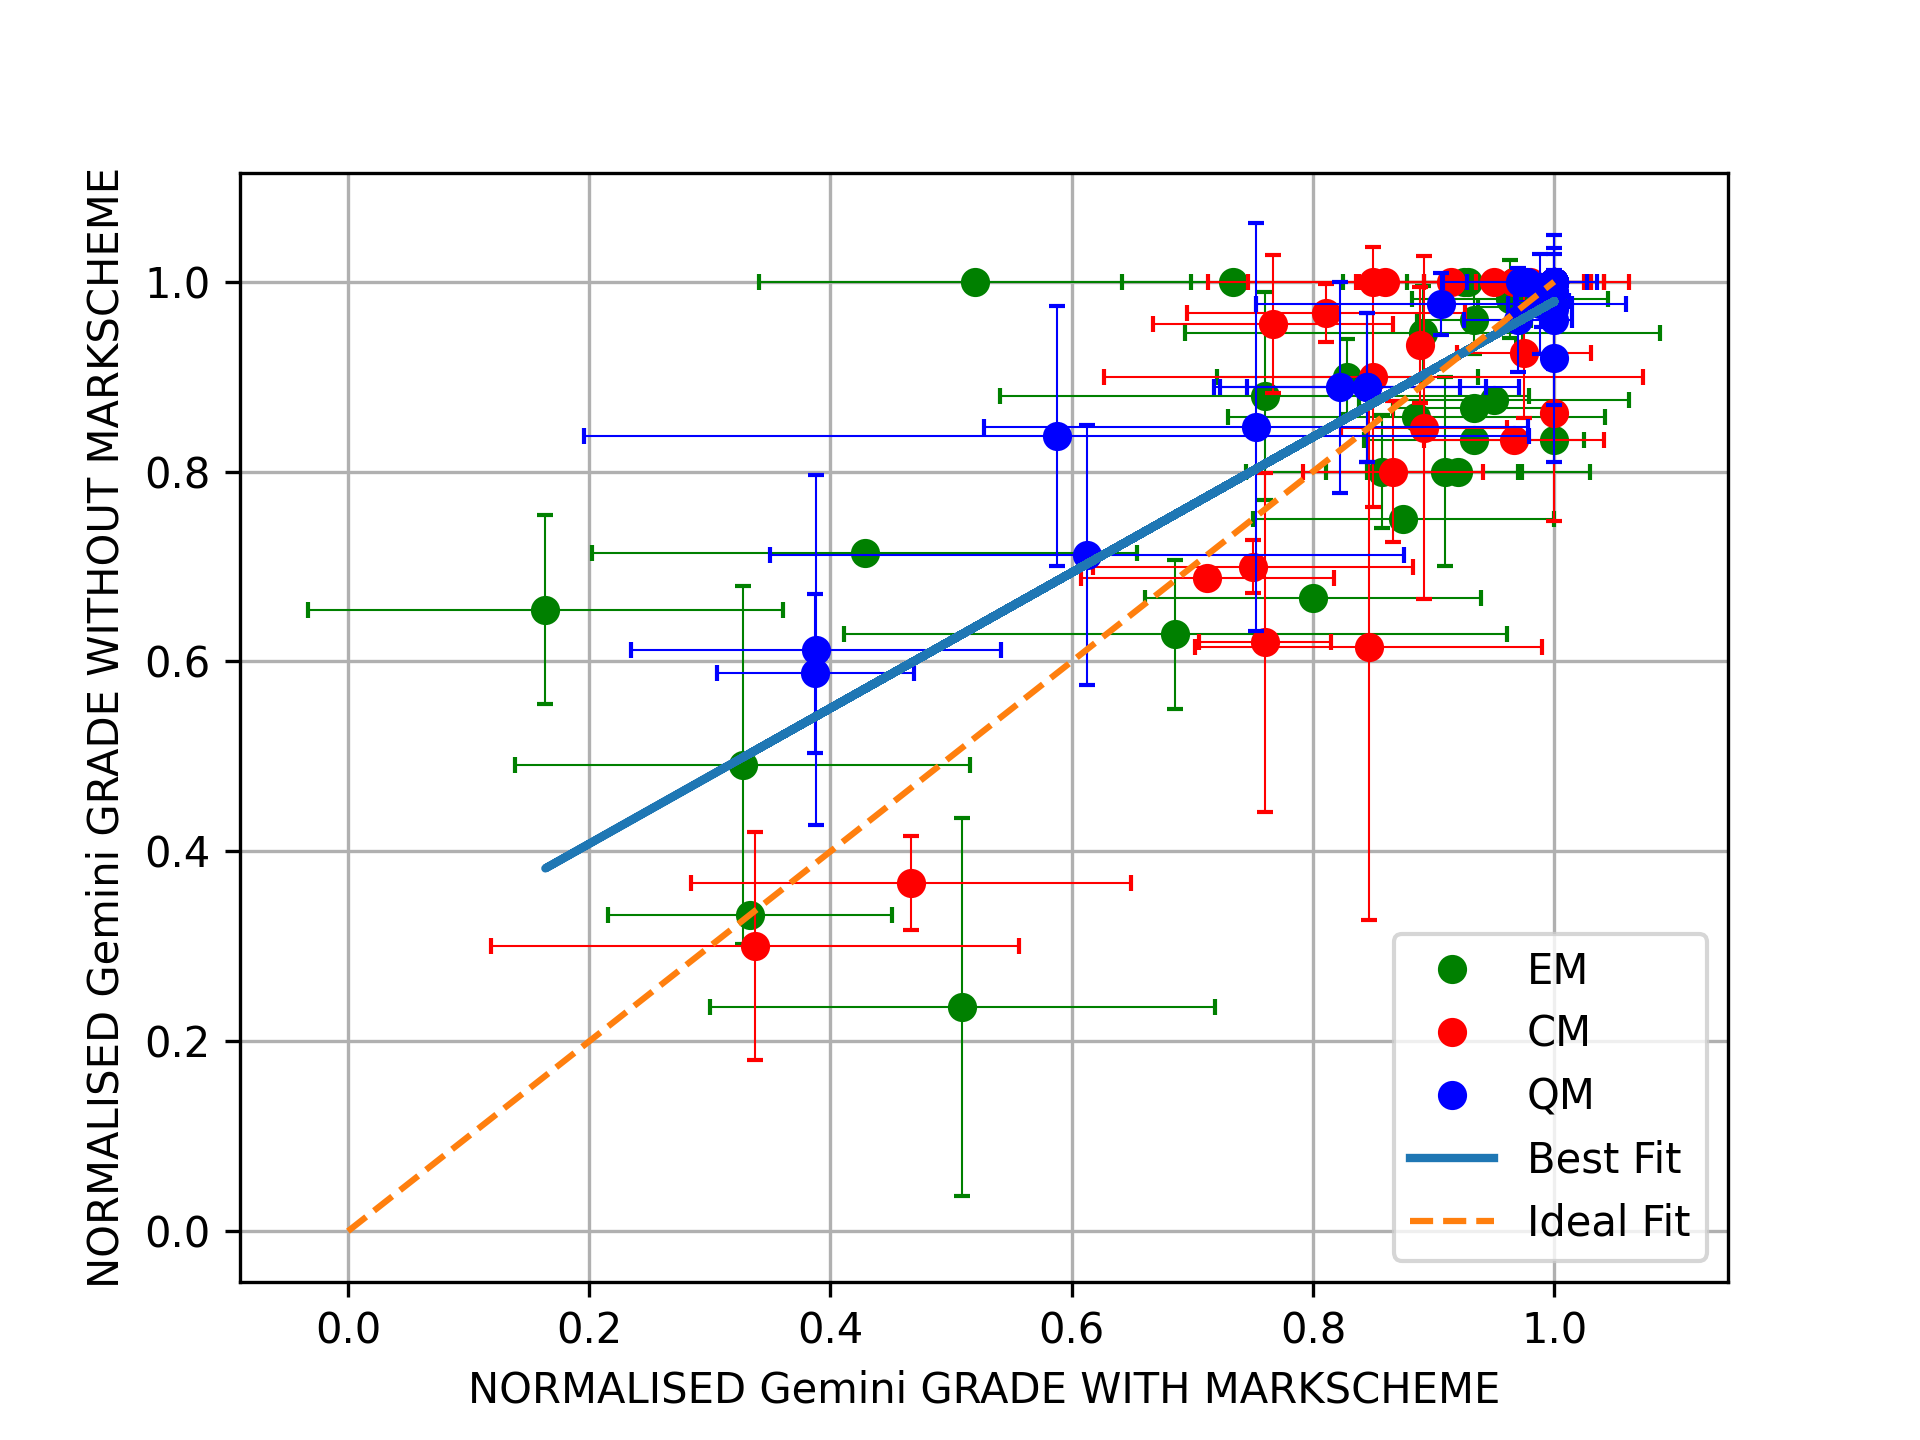 NORMALISED Gemini GRADE WITHOUT MARKSCHEME
1.0
0.8
0.6
0.4
0.2
0.0
0.0 0.2 0.4 0.6 0.8 1.0
NORMALISED Gemini GRADE WITH MARKSCHEME
EM
CM
QM
Best Fit
Ideal Fit